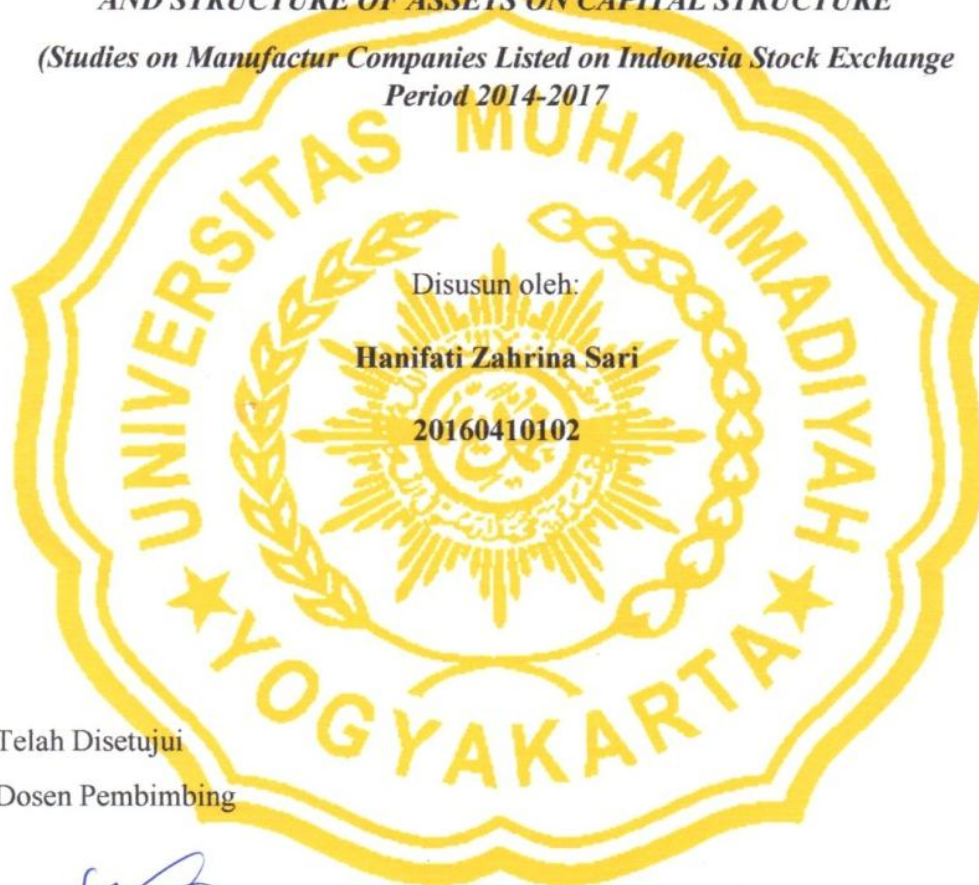 AND STRUCTURE OF ASSETS ON CAPITAL STRUCTURE
(Studies on Manufactur Companies Listed on Indonesia Stock Exchange
Period 2014-2017
UNIVERSITAS MUHAMMADIYAH
Disusun oleh:
Hanifati Zahrina Sari
20160410102
YOGYAKARTA
Telah Disetujui
Dosen Pembimbing